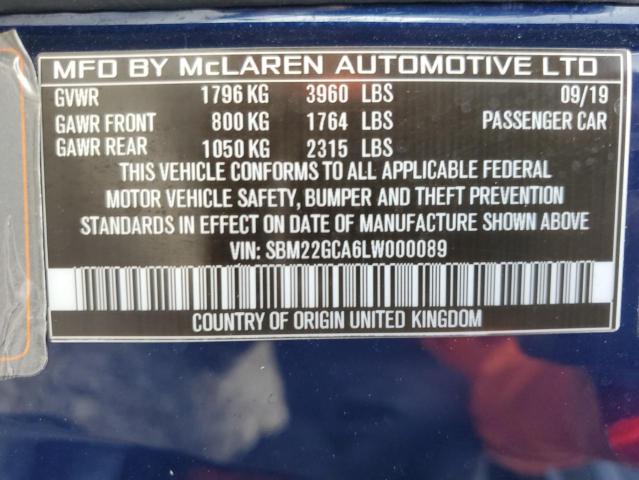 MFD BY McLAREN AUTOMOTIVE LTD
GVWR 1796 KG 3960 LBS 09/19
GAWR FRONT 800 KG 1764 LBS PASSENGER CAR
GAWR REAR 1050 KG 2315 LBS
THIS VEHICLE CONFORMS TO ALL APPLICABLE FEDERAL
MOTOR VEHICLE SAFETY, BUMPER AND THEFT PREVENTION
STANDARDS IN EFFECT ON DATE OF MANUFACTURE SHOWN ABOVE
VIN: SBM22GCA6LW000089
COUNTRY OF ORIGIN UNITED KINGDOM